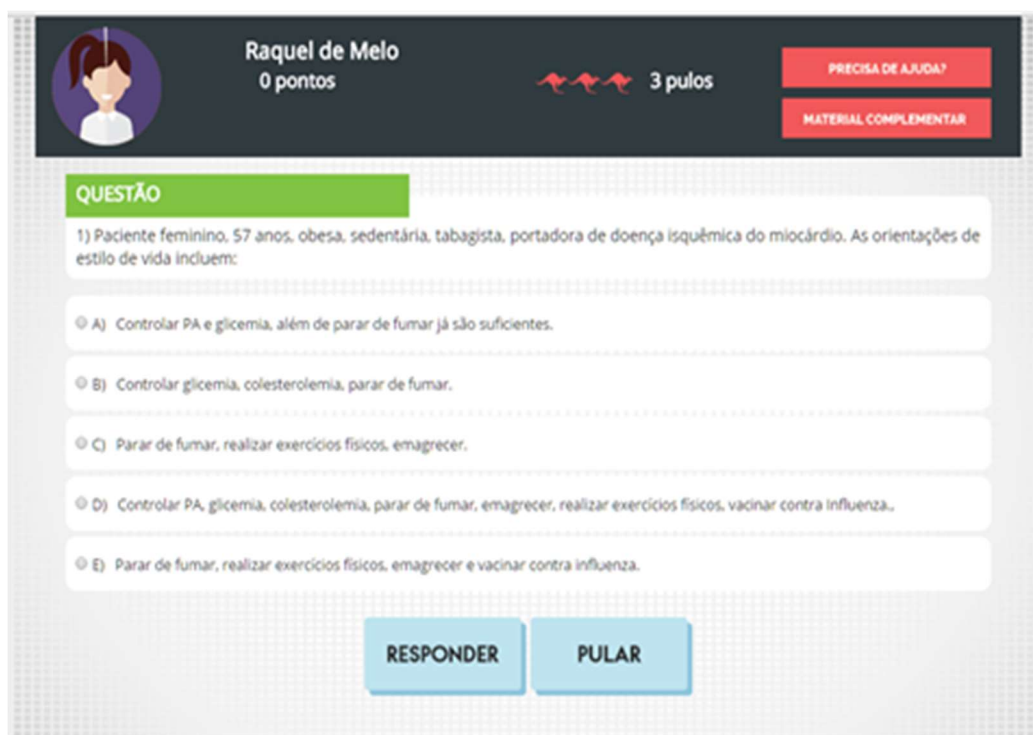 Raquel de Melo
0 pontos
3 pulos
PRECISA DE AJUDA?
MATERIAL COMPLEMENTAR
QUESTÃO
1) Paciente feminino, 57 anos, obesa, sedentária, tabagista, portadora de doença isquêmica do miocárdio. As orientações de
estilo de vida incluem:
A) Controlar PA e glicemia, além de parar de fumar já são suficientes.
B) Controlar glicemia, colesterolemia, parar de fumar.
C) Parar de fumar, realizar exercícios físicos, emagrecer.
D) Controlar PA, glicemia, colesterolemia, parar de fumar, emagrecer, realizar exercícios físicos, vacinar contra Influenza.,
E) Parar de fumar, realizar exercícios físicos, emagrecer e vacinar contra influenza.
RESPONDER
PULAR